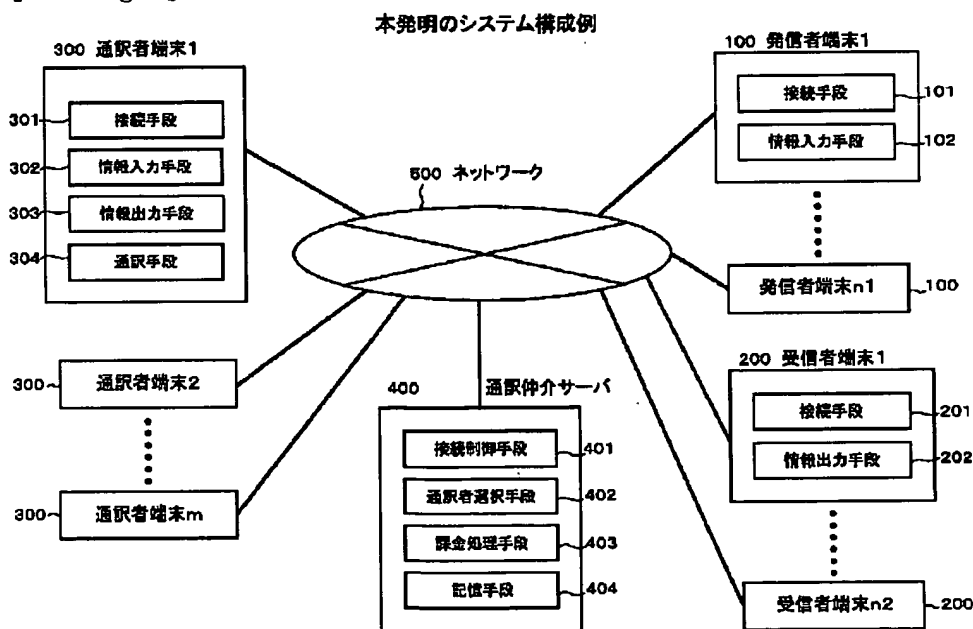 本発明のシステム構成例
300 通訳者端末1
301 接続手段
302 情報入力手段
303 情報出力手段
304 通訳手段
300 通訳者端末2
300 通訳者端末m
500 ネットワーク
400 通訳仲介サーバ
接続制御手段 401
通訳者選択手段 402
課金処理手段 403
記憶手段 404
100 発信者端末1
接続手段 101
情報入力手段 102
発信者端末n1 100
200 受信者端末1
接続手段 201
情報出力手段 202
受信者端末n2 200